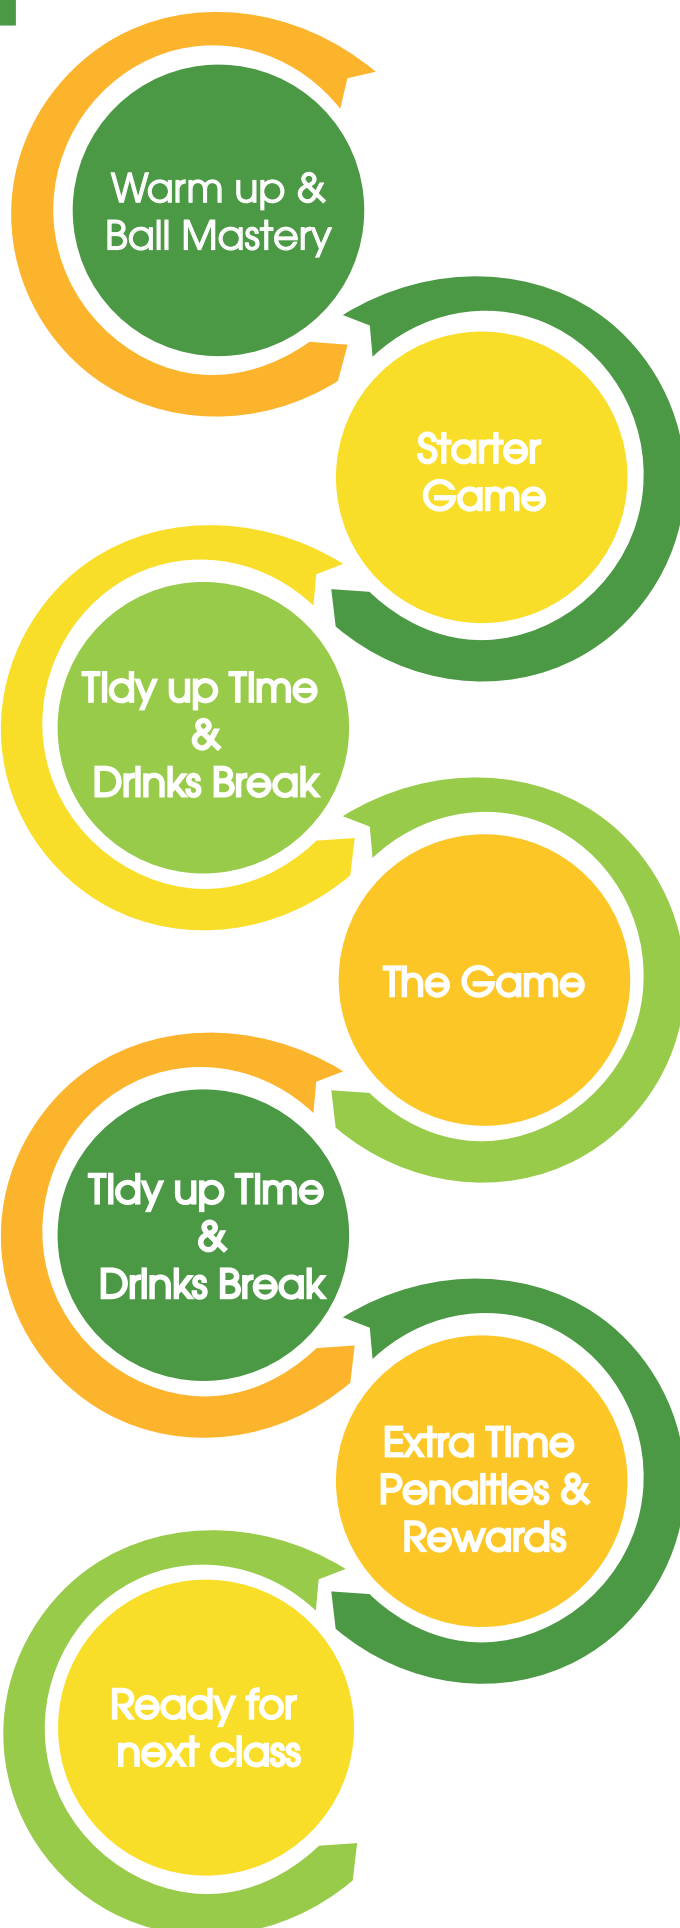 Warm up &
Ball Mastery
Starter
Game
Tidy up Time
&
Drinks Break
The Game
Tidy up Time
&
Drinks Break
Extra Time
Penalties &
Rewards
Ready for
next class